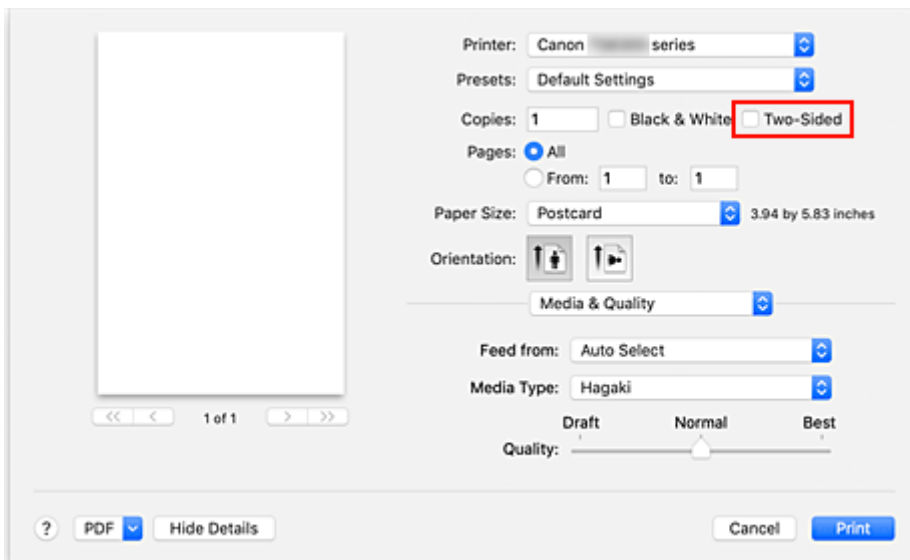 Printer: Canon series
Presets: Default Settings
Copies: 1 Black & White Two-Sided
Pages: All
From: 1 to: 1
Paper Size: Postcard 3.94 by 5.83 inches
Orientation:
Media & Quality
Feed from: Auto Select
Media Type: Hagaki
Draft Normal Best
Quality:
<< < 1 of 1 > >>
? PDF Hide Details Cancel Print